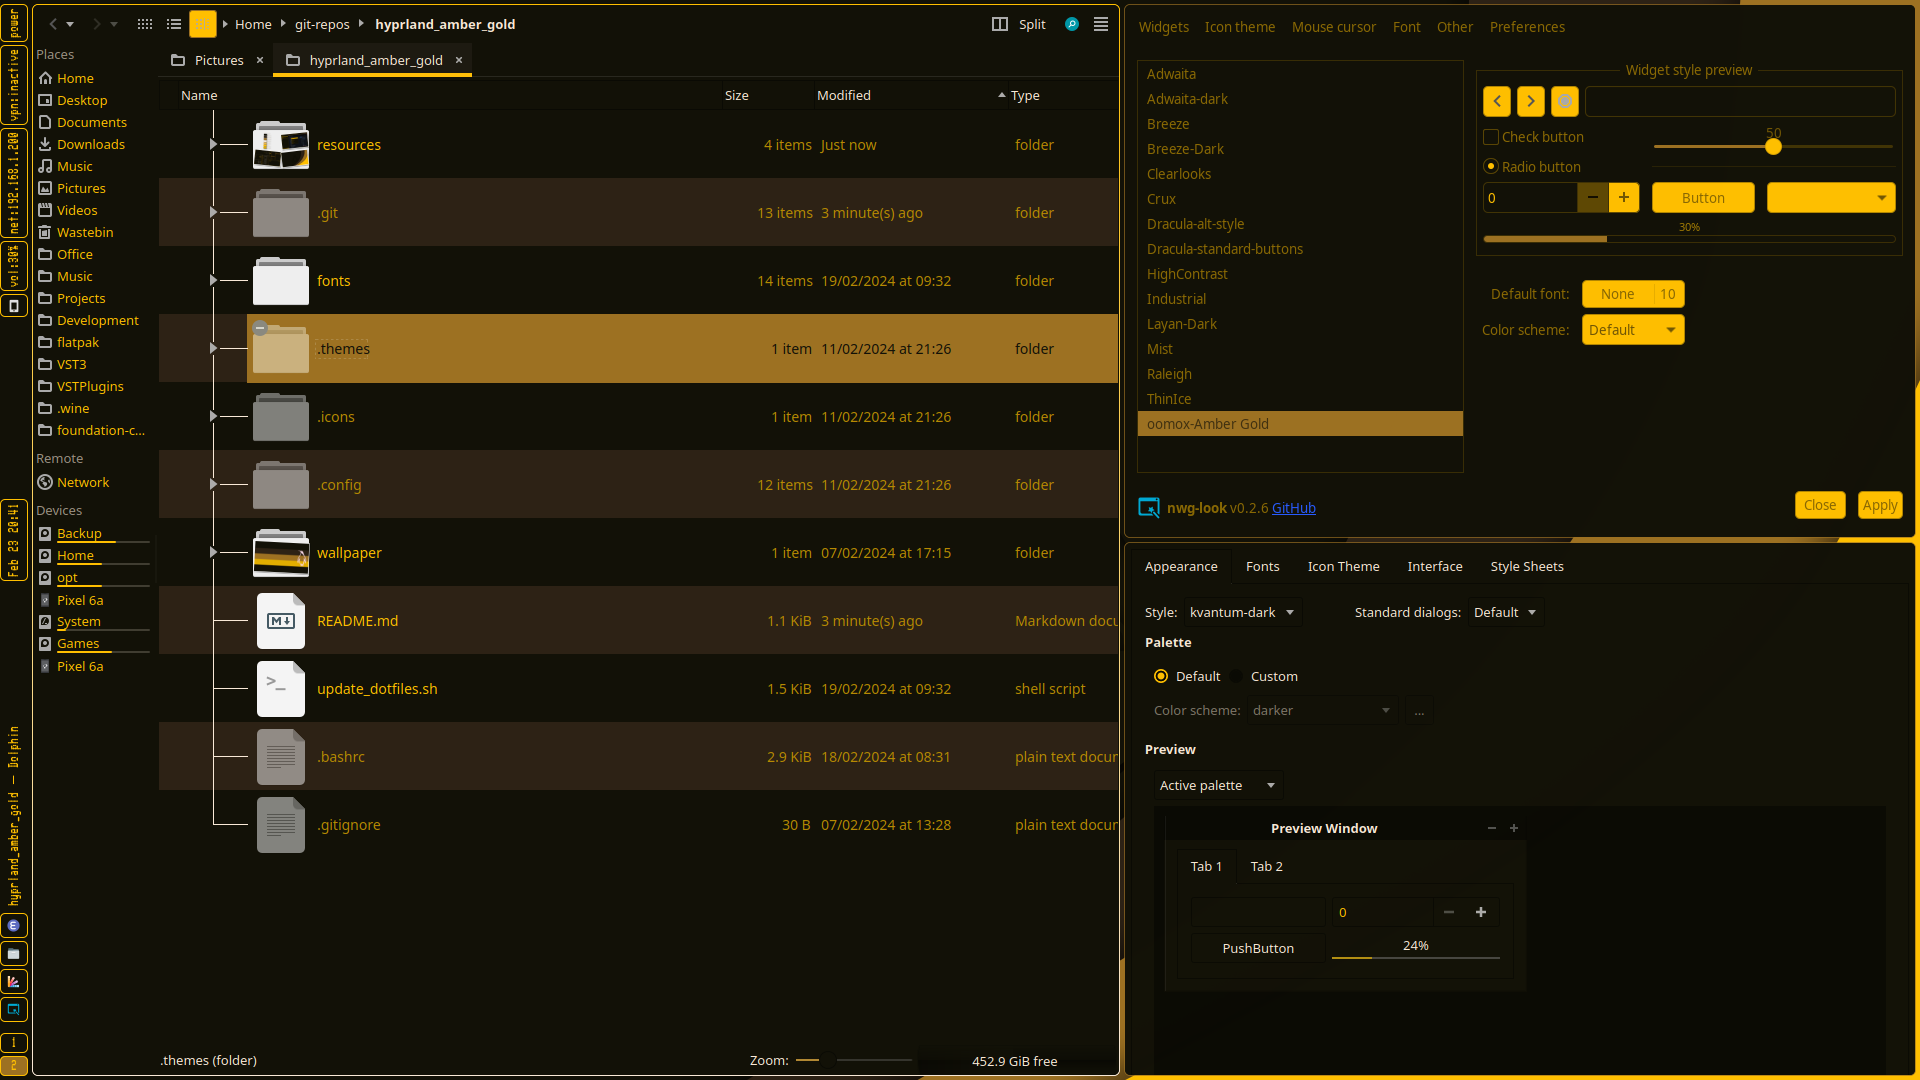 power
vpn:inactive
net:192.168.1.200
vol:30%
Feb 23 20:41
hyprland_amber_gold — Dolphin
1
2
Home
git-repos
hyprland_amber_gold
Split
Places
Home
Desktop
Documents
Downloads
Music
Pictures
Videos
Wastebin
Office
Music
Projects
Development
flatpak
VST3
VSTPlugins
.wine
foundation-c...
Remote
Network
Devices
Backup
Home
opt
Pixel 6a
System
Games
Pixel 6a
Pictures × hyprland_amber_gold ×
Name Size Modified Type
resources 4 items Just now folder
.git 13 items 3 minute(s) ago folder
fonts 14 items 19/02/2024 at 09:32 folder
.themes 1 item 11/02/2024 at 21:26 folder
.icons 1 item 11/02/2024 at 21:26 folder
.config 12 items 11/02/2024 at 21:26 folder
wallpaper 1 item 07/02/2024 at 17:15 folder
README.md 1.1 KiB 3 minute(s) ago Markdown docu
update_dotfiles.sh 1.5 KiB 19/02/2024 at 09:32 shell script
.bashrc 2.9 KiB 18/02/2024 at 08:31 plain text docur
.gitignore 30 B 07/02/2024 at 13:28 plain text docur
.themes (folder) Zoom: 452.9 GiB free
Widgets Icon theme Mouse cursor Font Other Preferences
Adwaita
Adwaita-dark
Breeze
Breeze-Dark
Clearlooks
Crux
Dracula-alt-style
Dracula-standard-buttons
HighContrast
Industrial
Layan-Dark
Mist
Raleigh
ThinIce
oomox-Amber Gold
Widget style preview
Check button 50
Radio button
0 − + Button
30%
Default font: None 10
Color scheme: Default
nwg-look v0.2.6 GitHub Close Apply
Appearance Fonts Icon Theme Interface Style Sheets
Style: kvantum-dark Standard dialogs: Default
Palette
Default Custom
Color scheme: darker ...
Preview
Active palette
Preview Window − +
Tab 1 Tab 2
0 − +
PushButton 24%